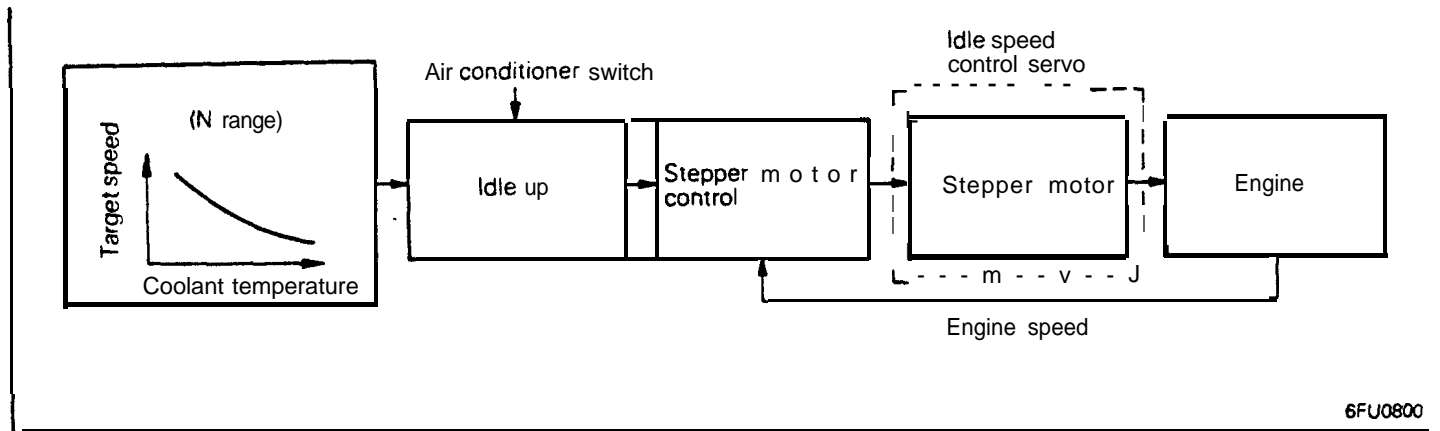 Idle speed
control servo
Air conditioner switch
(N range)
Target speed
Coolant temperature
Idle up
Stepper motor
control
Stepper motor
Engine
Engine speed
6FU0800